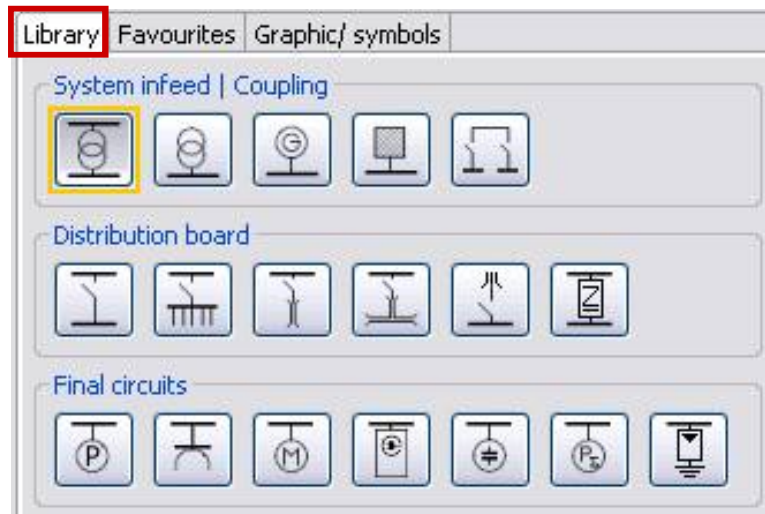 Library Favourites Graphic/ symbols
System infeed | Coupling
G
Distribution board
Z
Final circuits
P M P